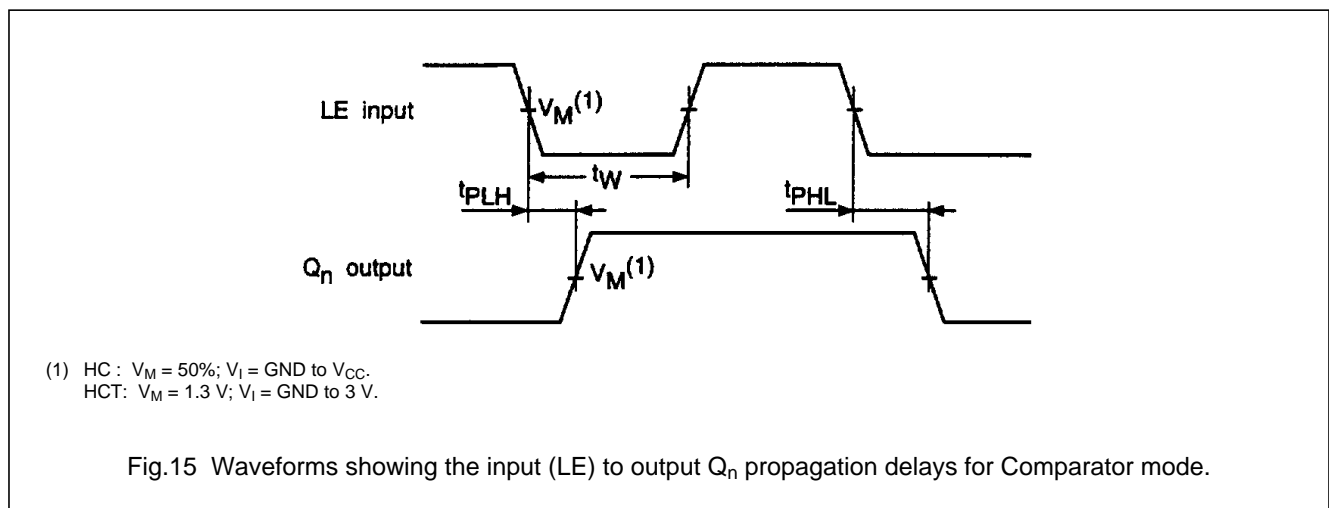 LE input
VM(1)
tW
tPLH
tPHL
Qn output
VM(1)
(1) HC : VM = 50%; VI = GND to VCC.
HCT: VM = 1.3 V; VI = GND to 3 V.
Fig.15 Waveforms showing the input (LE) to output Qn propagation delays for Comparator mode.